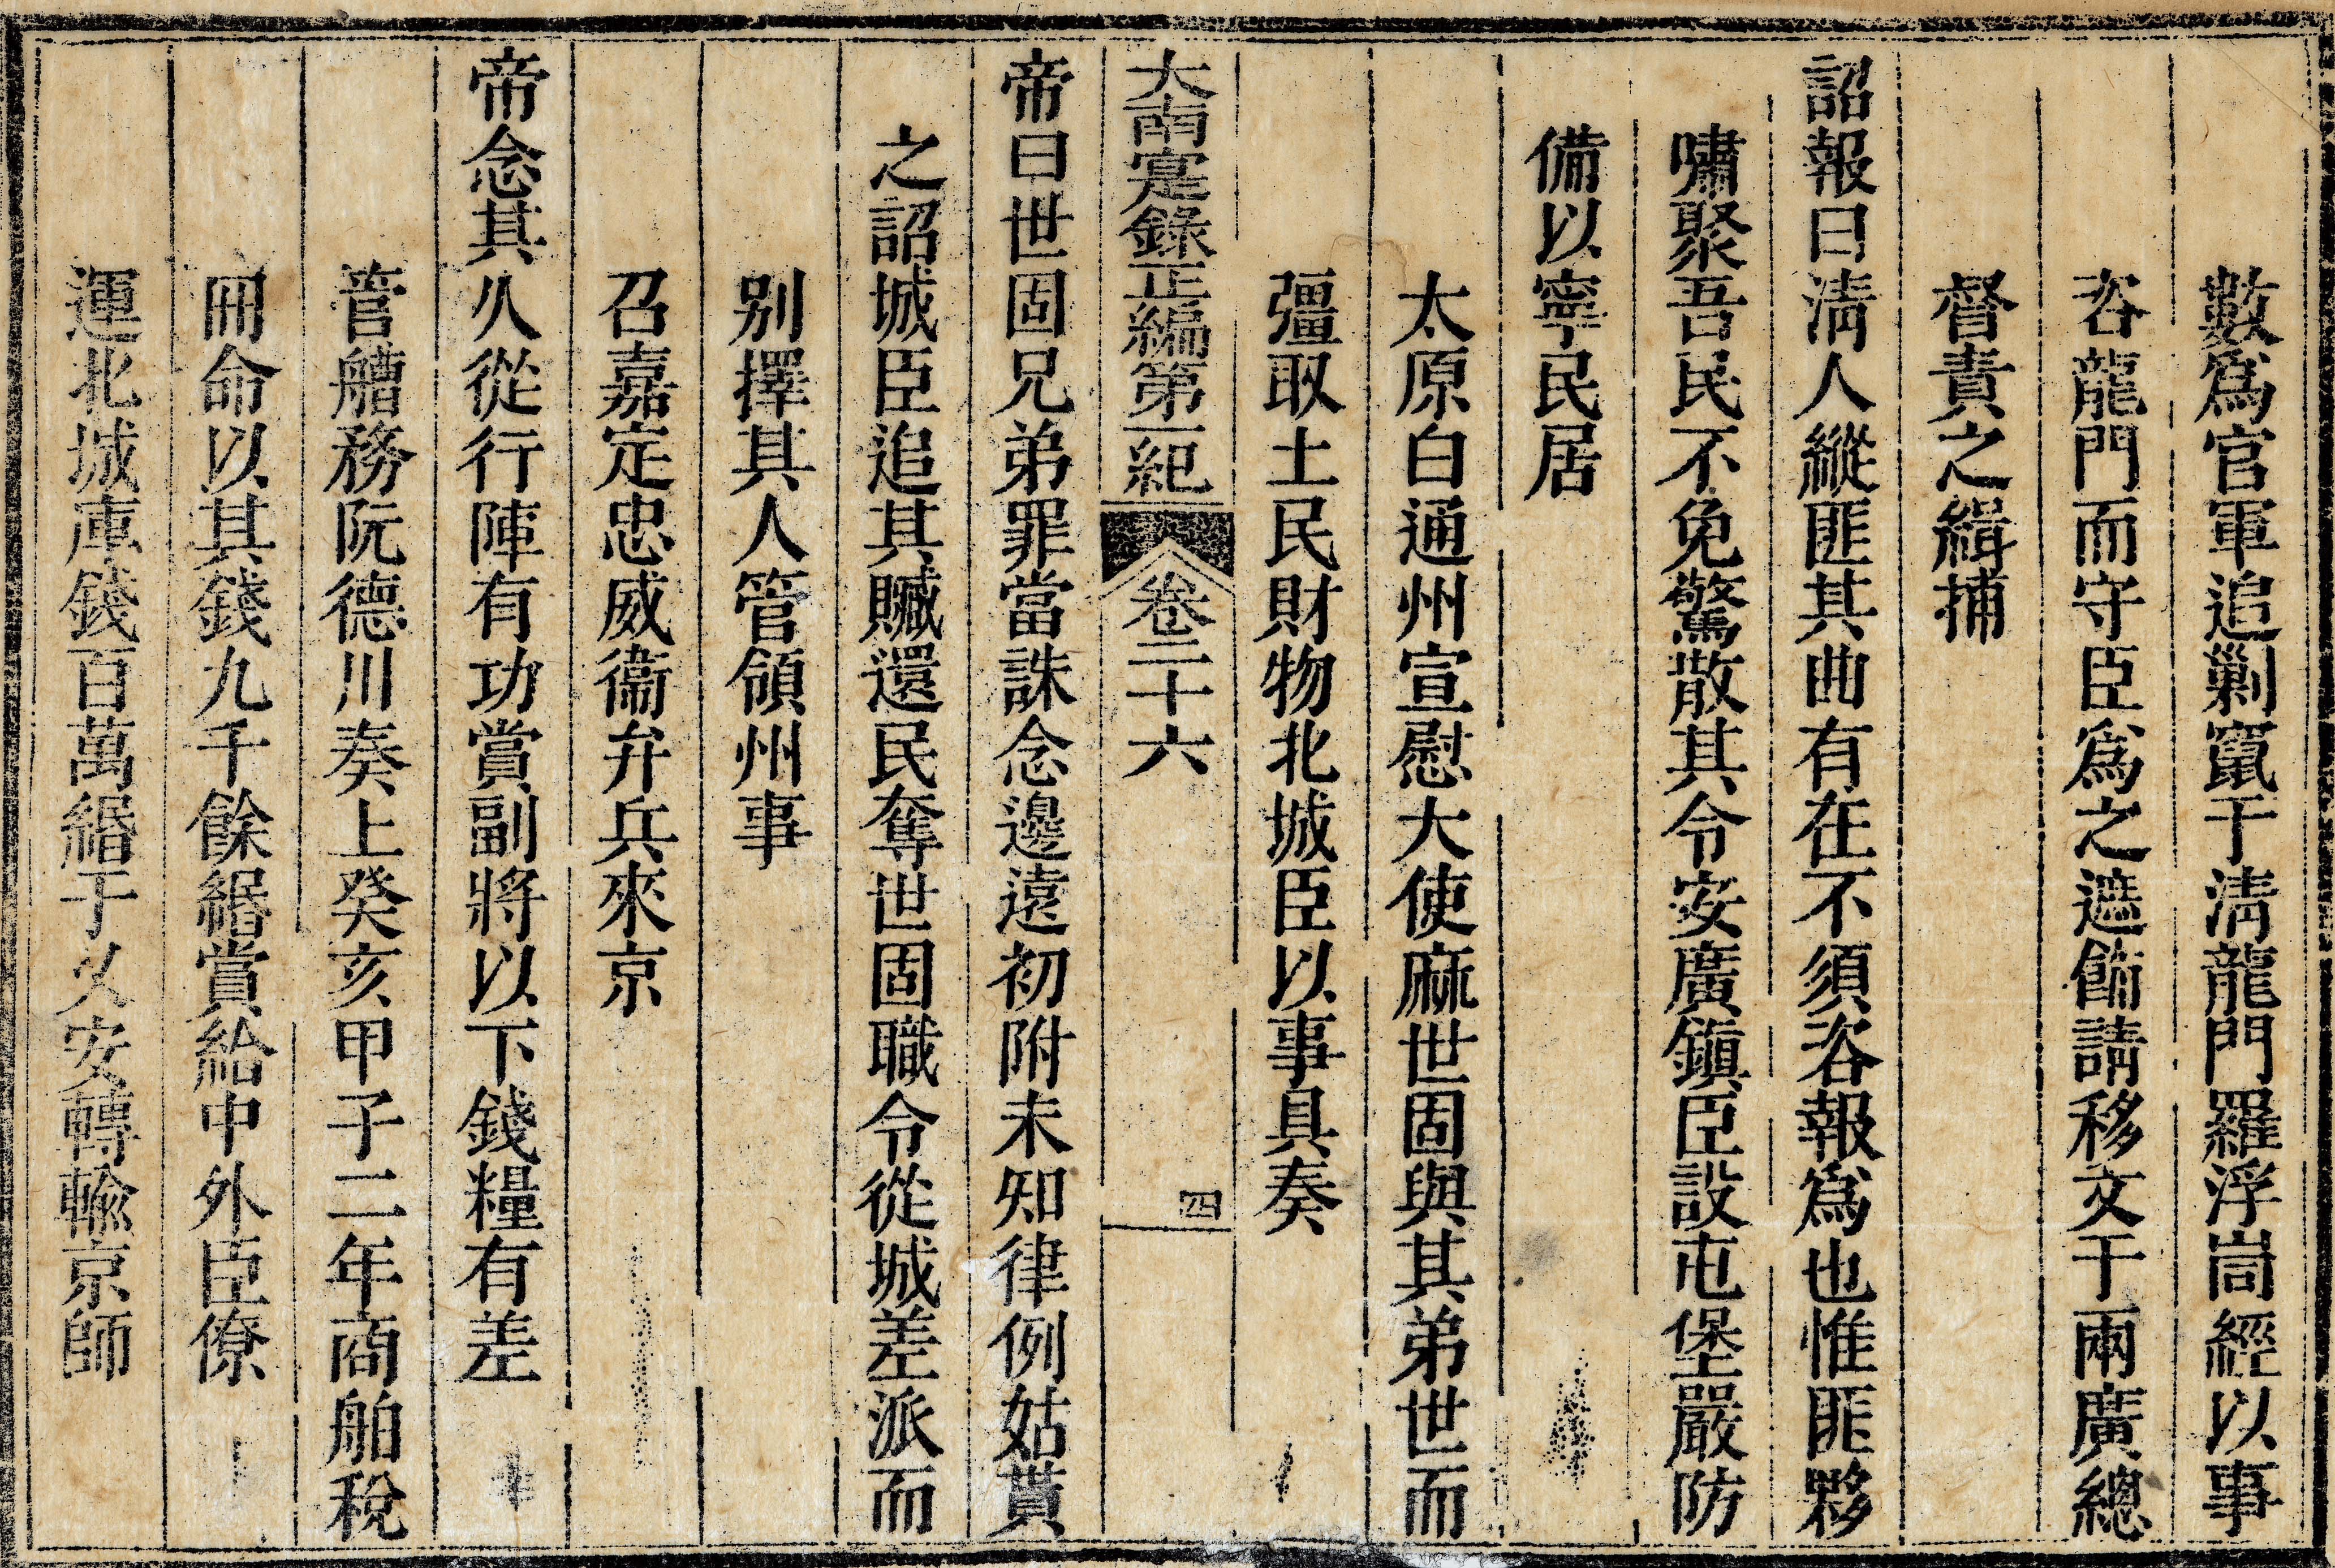 數爲官軍追剿竄于淸龍門羅浮峝經以事
咨龍門而守臣爲之遮飾請移文于兩廣總
督責之緝捕
詔報曰淸人縱匪其曲有在不須咨報爲也惟匪夥
嘯聚吾民不免驚散其令安廣鎭臣設屯堡嚴防
備以寧民居
太原白通州宣慰大使麻世固與其弟世而
彊取土民財物北城臣以事具奏
大南寔錄正編第一紀 卷二十六 四
帝曰世固兄弟罪當誅念邊遠初附未知律例姑貰
之詔城臣追其贓還民奪世固職令從城差派而
別擇其人管領州事
召嘉定忠威衞弁兵來京
帝念其久從行陣有功賞副將以下錢糧有差
管艚務阮德川奏上癸亥甲子二年商舶稅
冊命以其錢九千餘緡賞給中外臣僚
運北城庫錢百萬緡于乂安轉輸京師